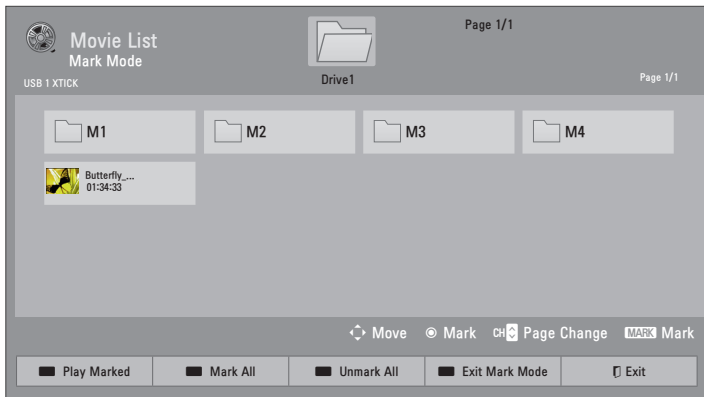 Movie List
Mark Mode
USB 1 XTICK
Drive1
Page 1/1
Page 1/1
M1
M2
M3
M4
Butterfly_...
01:34:33
Move
Mark
CH
Page Change
MARK Mark
Play Marked
Mark All
Unmark All
Exit Mark Mode
Exit